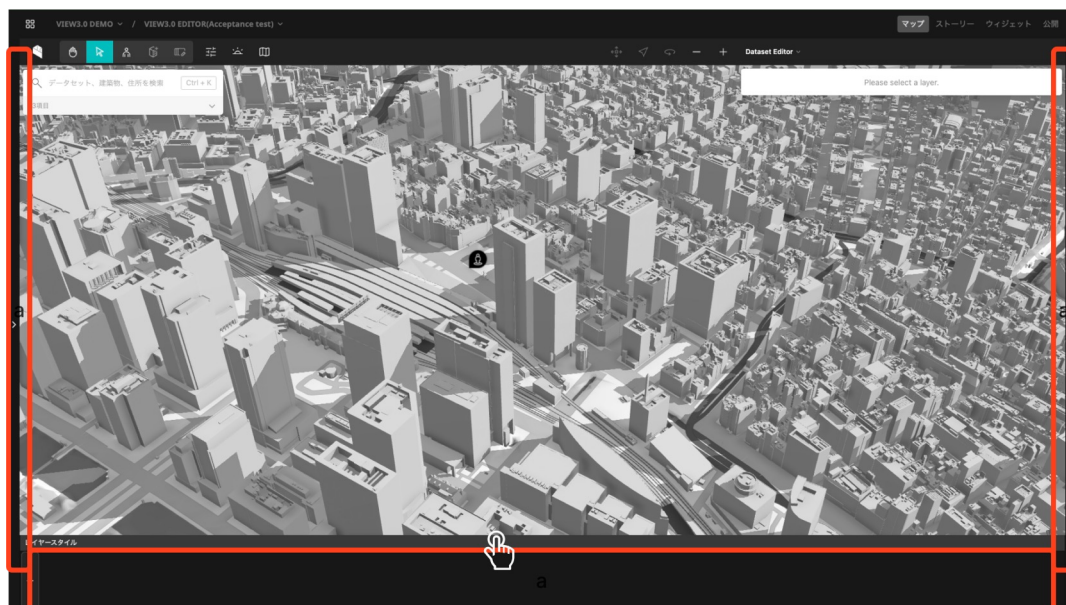 VIEW3.0 DEMO / VIEW3.0 EDITOR(Acceptance test)
マップ ストーリー ウィジェット 公開
Dataset Editor
データセット、建築物、住所を検索 Ctrl + K
項目
Please select a layer.
a
a
イヤースタイル
a